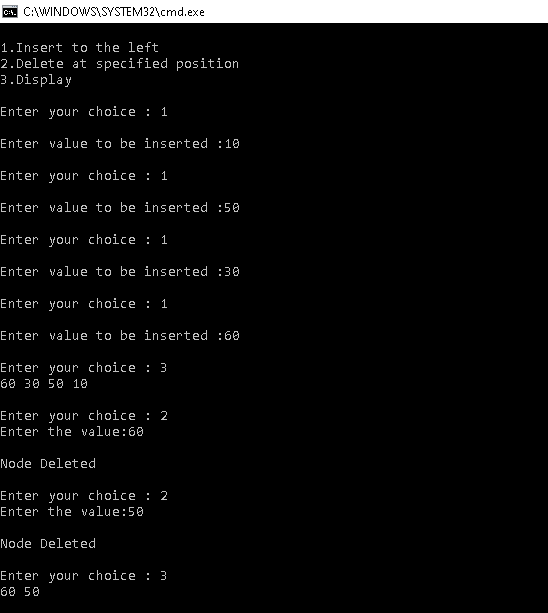 C:\WINDOWS\SYSTEM32\cmd.exe
1.Insert to the left
2.Delete at specified position
3.Display
Enter your choice : 1
Enter value to be inserted :10
Enter your choice : 1
Enter value to be inserted :50
Enter your choice : 1
Enter value to be inserted :30
Enter your choice : 1
Enter value to be inserted :60
Enter your choice : 3
60 30 50 10
Enter your choice : 2
Enter the value:60
Node Deleted
Enter your choice : 2
Enter the value:50
Node Deleted
Enter your choice : 3
60 50